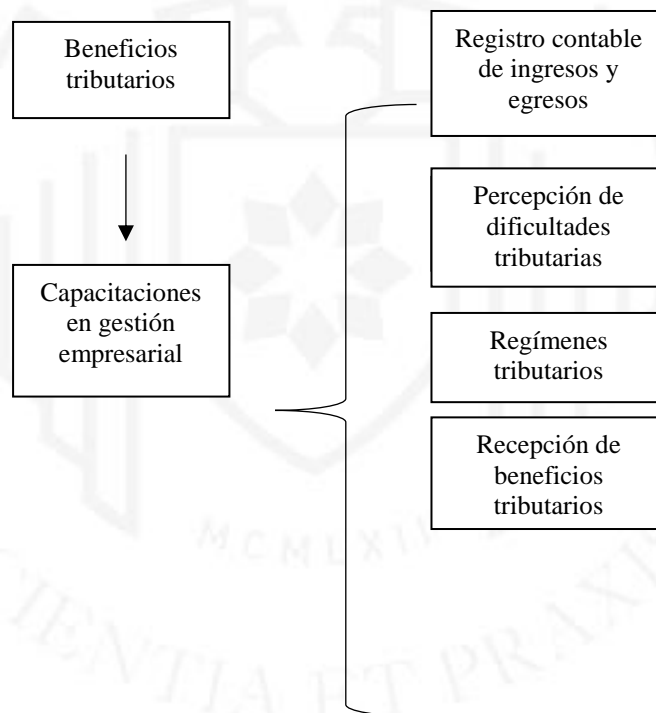 Beneficios
tributarios
Capacitaciones
en gestión
empresarial
Registro contable
de ingresos y
egresos
Percepción de
dificultades
tributarias
Regímenes
tributarios
Recepción de
beneficios
tributarios